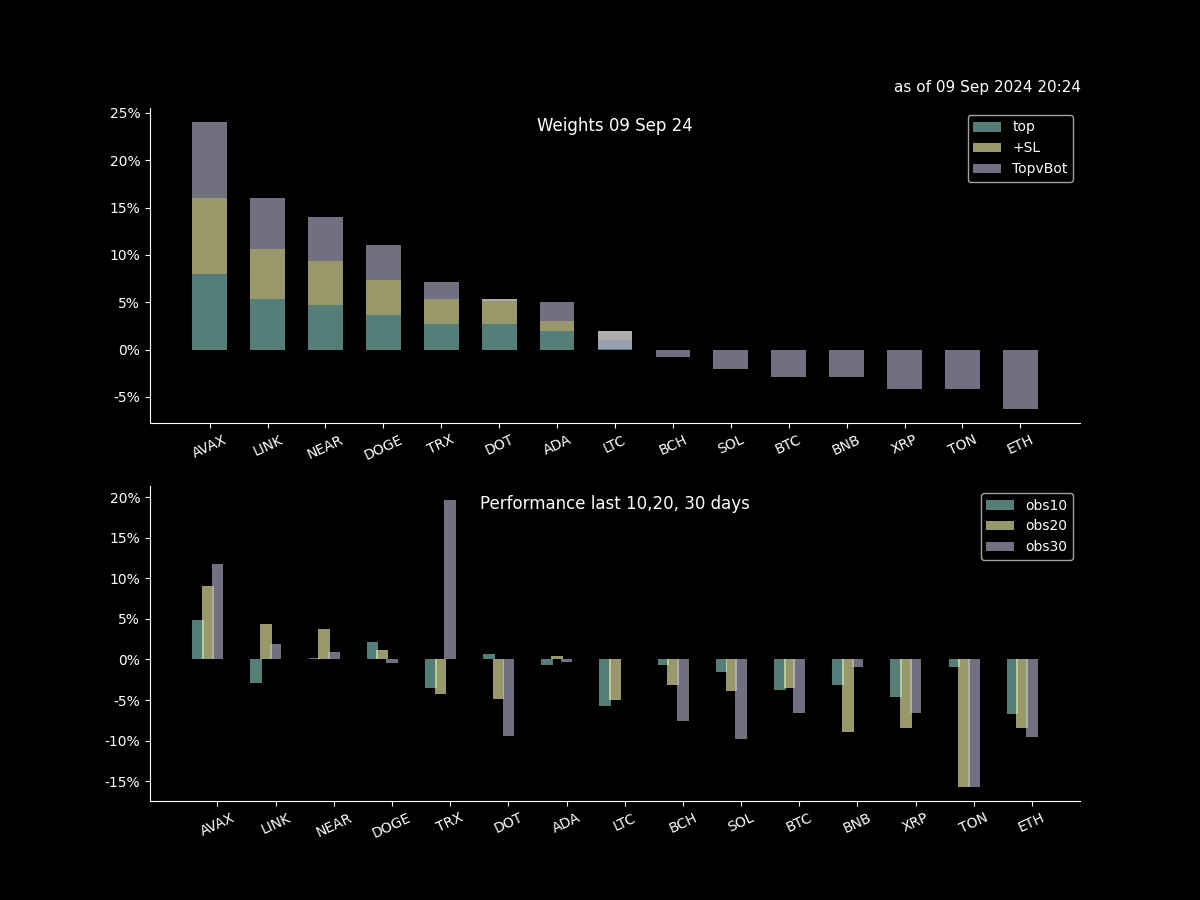 as of 09 Sep 2024 20:24
Weights 09 Sep 24
25%
20%
15%
10%
5%
0%
-5%
top
+SL
TopvBot
AVAX LINK NEAR DOGE TRX DOT ADA LTC BCH SOL BTC BNB XRP TON ETH
Performance last 10,20, 30 days
20%
15%
10%
5%
0%
-5%
-10%
-15%
obs10
obs20
obs30
AVAX LINK NEAR DOGE TRX DOT ADA LTC BCH SOL BTC BNB XRP TON ETH